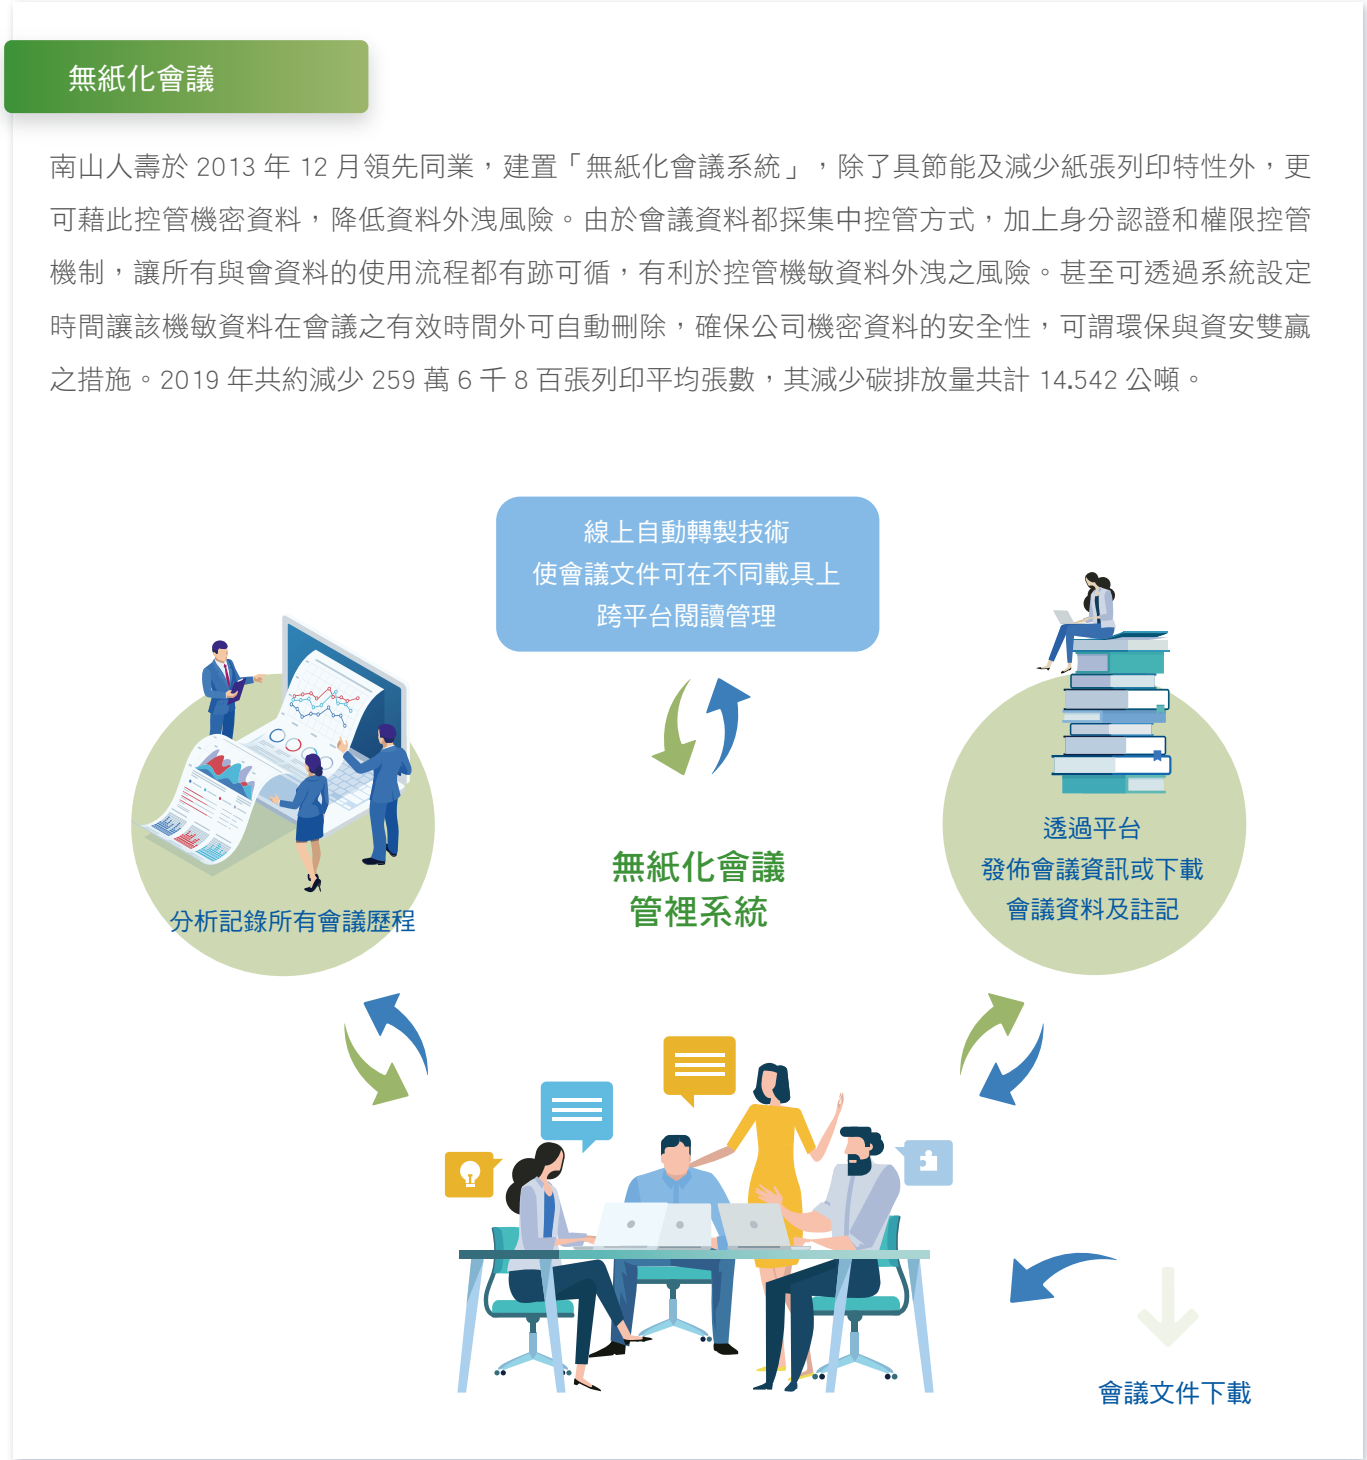 無紙化會議
南山人壽於 2013 年 12 月領先同業，建置「無紙化會議系統」，除了具節能及減少紙張列印特性外，更
可藉此控管機密資料，降低資料外洩風險。由於會議資料都採集中控管方式，加上身分認證和權限控管
機制，讓所有與會資料的使用流程都有跡可循，有利於控管機敏資料外洩之風險。甚至可透過系統設定
時間讓該機敏資料在會議之有效時間外可自動刪除，確保公司機密資料的安全性，可謂環保與資安雙贏
之措施。2019 年共約減少 259 萬 6 千 8 百張列印平均張數，其減少碳排放量共計 14.542 公噸。
線上自動轉製技術
使會議文件可在不同載具上
跨平台閱讀管理
無紙化會議
管裡系統
分析記錄所有會議歷程
透過平台
發佈會議資訊或下載
會議資料及註記
會議文件下載